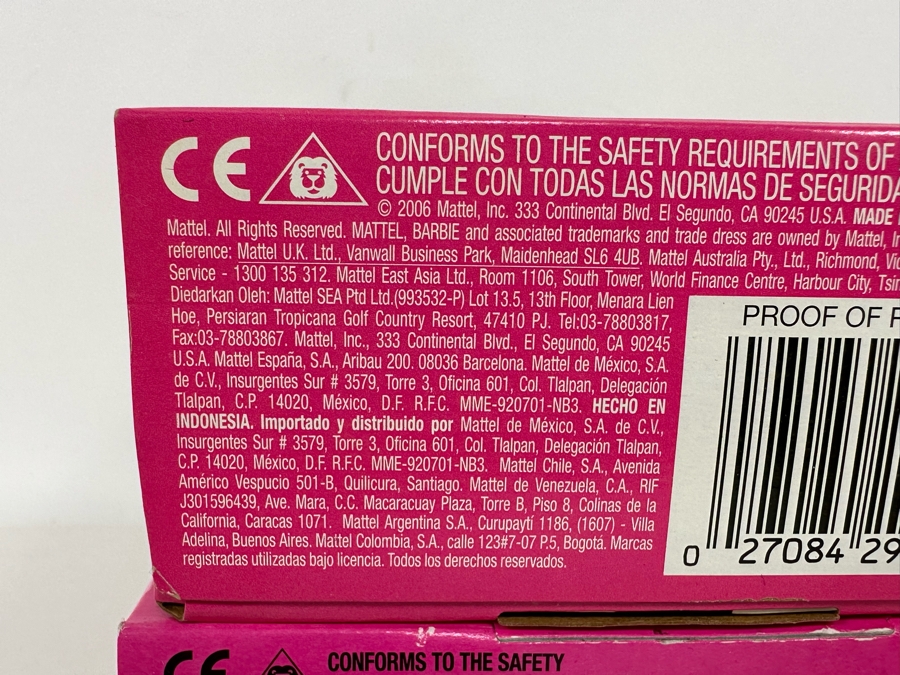 CE CONFORMS TO THE SAFETY REQUIREMENTS OF
CUMPLE CON TODAS LAS NORMAS DE
© 2006 Mattel, Inc. 333 Continental Blvd. El Segundo, CA 90245 U.S.A. MADE
Mattel. All Rights Reserved. MATTEL, BARBIE and associated trademarks and trade dress are owned by Mattel,
reference: Mattel U.K. Ltd., Vanwall Business Park, Maidenhead SL6 4UB. Mattel Australia Pty., Ltd., Richmond,
Service - 1300 135 312. Mattel East Asia Ltd., Room 1106, South Tower, World Finance Centre, Harbour City,
Diedarkan Oleh: Mattel SEA Ptd Ltd.(993532-P) Lot 13.5, 13th Floor, Menara Lien
Hoe, Persiaran Tropicana Golf Country Resort, 47410 PJ. Tel:03-78803817,
Fax:03-78803867. Mattel, Inc., 333 Continental Blvd., El Segundo, CA 90245
U.S.A. Mattel España, S.A., Aribau 200. 08036 Barcelona. Mattel de México, S.A.
de C.V., Insurgentes Sur # 3579, Torre 3, Oficina 601, Col. Tlalpan, Delegación
Tlalpan, C.P. 14020, México, D.F. R.F.C. MME-920701-NB3. HECHO EN
INDONESIA. Importado y distribuido por Mattel de México, S.A. de C.V.,
Insurgentes Sur # 3579, Torre 3, Oficina 601, Col. Tlalpan, Delegación Tlalpan,
C.P. 14020, México, D.F. R.F.C. MME-920701-NB3. Mattel Chile, S.A., Avenida
Américo Vespucio 501-B, Quilicura, Santiago. Mattel de Venezuela, C.A., RIF
J301596439, Ave. Mara, C.C. Macaracuay Plaza, Torre B, Piso 8, Colinas de la
California, Caracas 1071. Mattel Argentina S.A., Curupaytí 1186, (1607) - Villa
Adelina, Buenos Aires. Mattel Colombia, S.A., calle 123#7-07 P.5, Bogotá. Marcas
registradas utilizadas bajo licencia. Todos los derechos reservados.
PROOF OF
0 27084 29
CE CONFORMS TO THE SAFETY